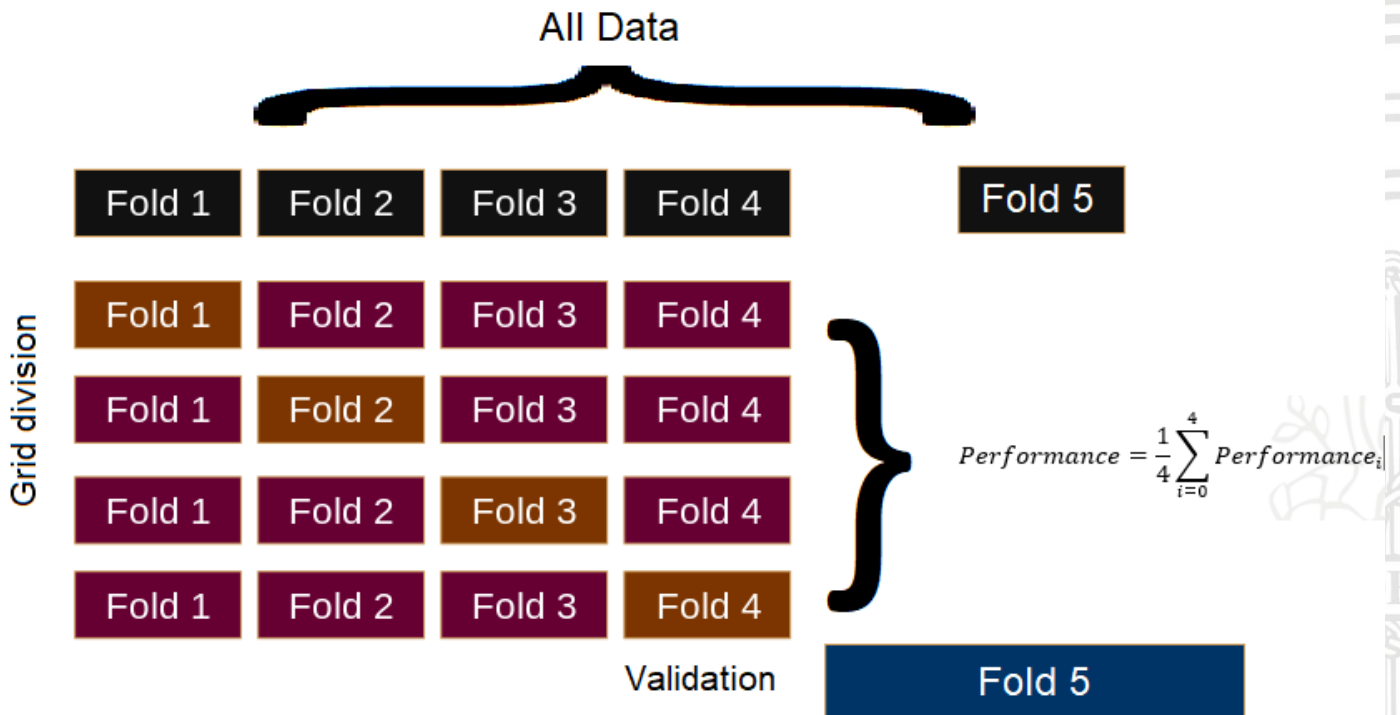 All Data
Fold 1 Fold 2 Fold 3 Fold 4 Fold 5
Fold 1 Fold 2 Fold 3 Fold 4
Grid division
Fold 1 Fold 2 Fold 3 Fold 4
Performance = 1/4 ∑_{i=0}^{4} Performance_i
Fold 1 Fold 2 Fold 3 Fold 4
Fold 1 Fold 2 Fold 3 Fold 4
Validation Fold 5